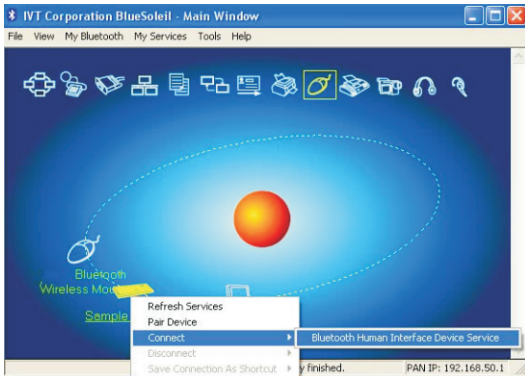 IVT Corporation BlueSoleil - Main Window
File View My Bluetooth My Services Tools Help
Bluetooth
Wireless
Sample
Refresh Services
Pair Device
Connect
Bluetooth Human Interface Device Service
Disconnect
Save Connection As Shortcut
finished.
PAN IP: 192.168.50.1